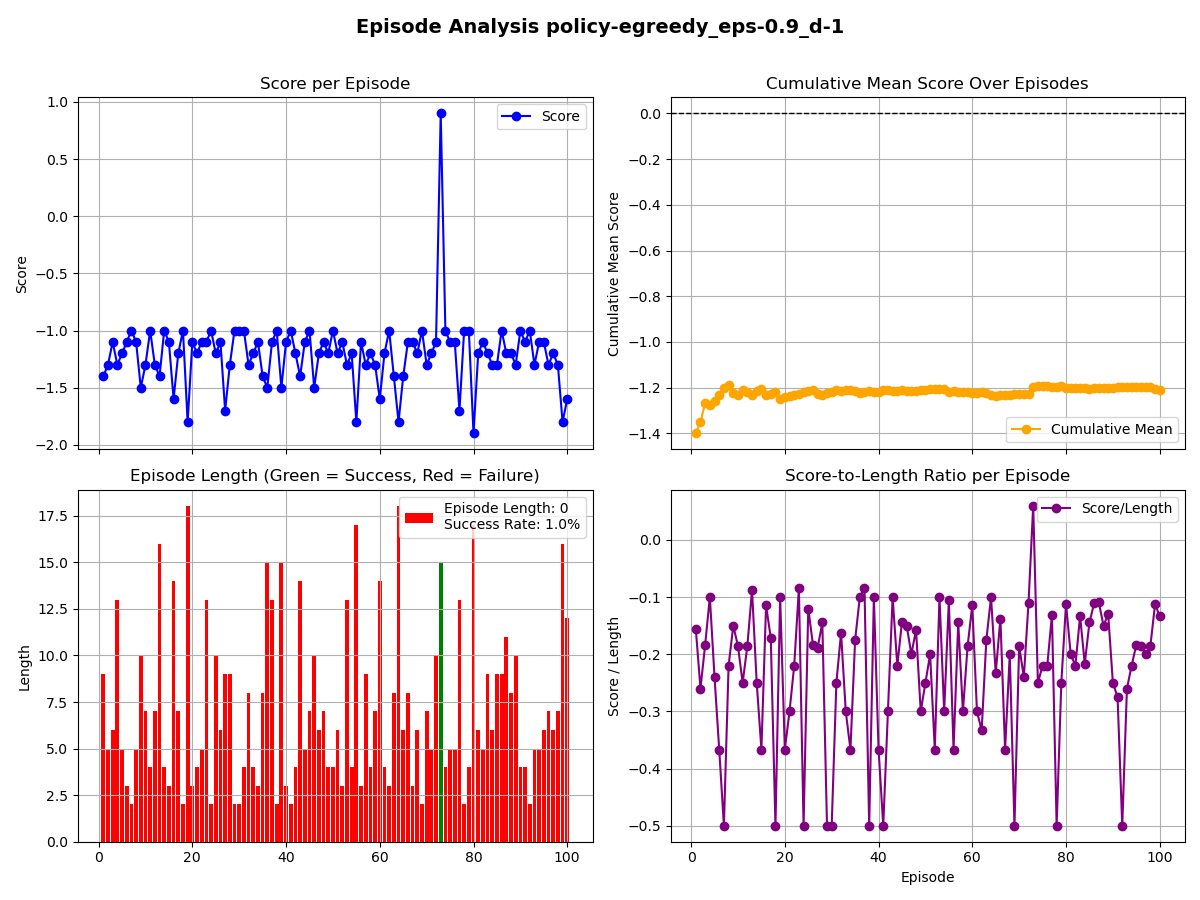 Episode Analysis policy-egreedy_eps-0.9_d-1
Score per Episode
1.0
0.5
0.0
−0.5
−1.0
−1.5
−2.0
Score
Score
Cumulative Mean Score Over Episodes
0.0
−0.2
−0.4
−0.6
−0.8
−1.0
−1.2
−1.4
Cumulative Mean Score
Cumulative Mean
Episode Length (Green = Success, Red = Failure)
17.5
15.0
12.5
10.0
7.5
5.0
2.5
0.0
Length
Episode Length: 0
Success Rate: 1.0%
0 20 40 60 80 100
Score-to-Length Ratio per Episode
0.0
−0.1
−0.2
−0.3
−0.4
−0.5
Score / Length
Score/Length
0 20 40 60 80 100
Episode